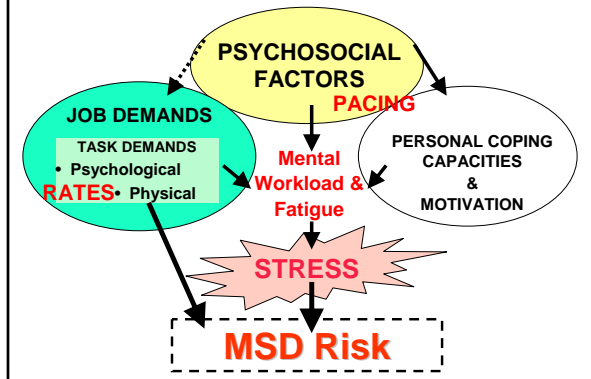 PSYCHOSOCIAL
FACTORS
PACING
JOB DEMANDS
TASK DEMANDS
• Psychological
RATES • Physical
Mental
Workload &
Fatigue
PERSONAL COPING
CAPACITIES
&
MOTIVATION
STRESS
MSD Risk